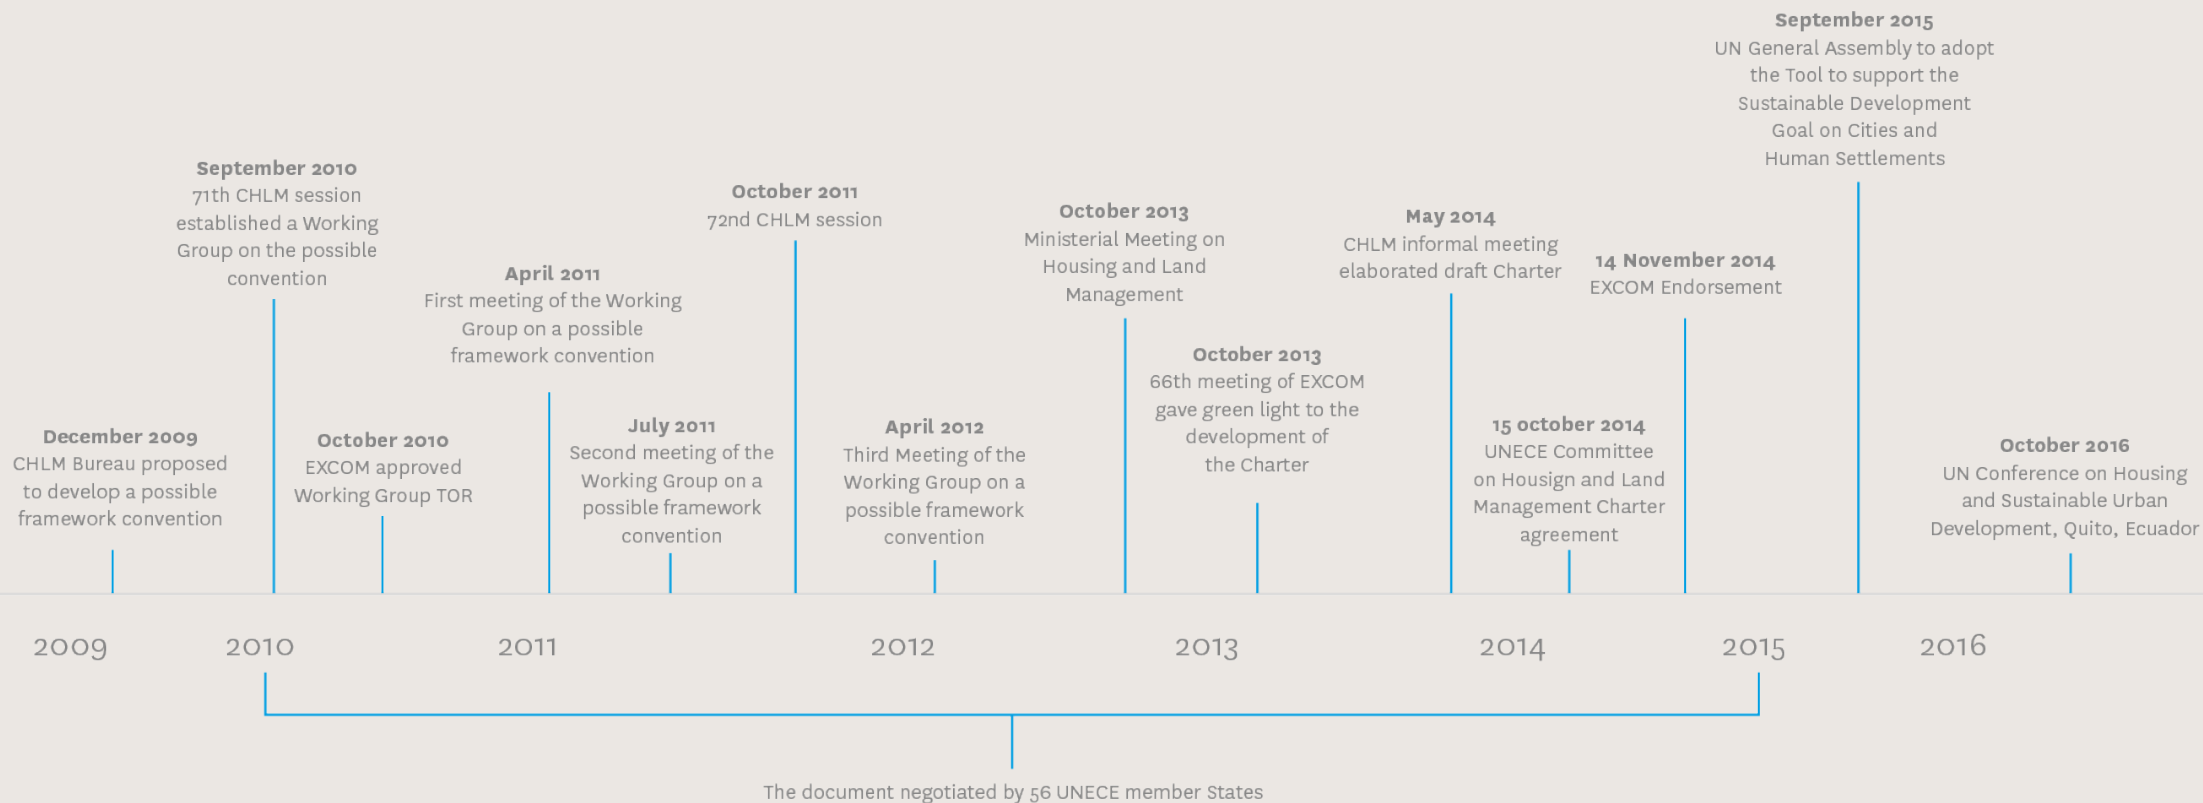 December 2009
CHLM Bureau proposed
to develop a possible
framework convention
September 2010
71th CHLM session
established a Working
Group on the possible
convention
October 2010
EXCOM approved
Working Group TOR
April 2011
First meeting of the Working
Group on a possible
framework convention
July 2011
Second meeting of the
Working Group on a
possible framework
convention
October 2011
72nd CHLM session
April 2012
Third Meeting of the
Working Group on a
possible framework
convention
October 2013
Ministerial Meeting on
Housing and Land
Management
October 2013
66th meeting of EXCOM
gave green light to the
development of
the Charter
May 2014
CHLM informal meeting
elaborated draft Charter
15 october 2014
UNECE Committee
on Housign and Land
Management Charter
agreement
14 November 2014
EXCOM Endorsement
September 2015
UN General Assembly to adopt
the Tool to support the
Sustainable Development
Goal on Cities and
Human Settlements
October 2016
UN Conference on Housing
and Sustainable Urban
Development, Quito, Ecuador
2009 2010 2011 2012 2013 2014 2015 2016
The document negotiated by 56 UNECE member States